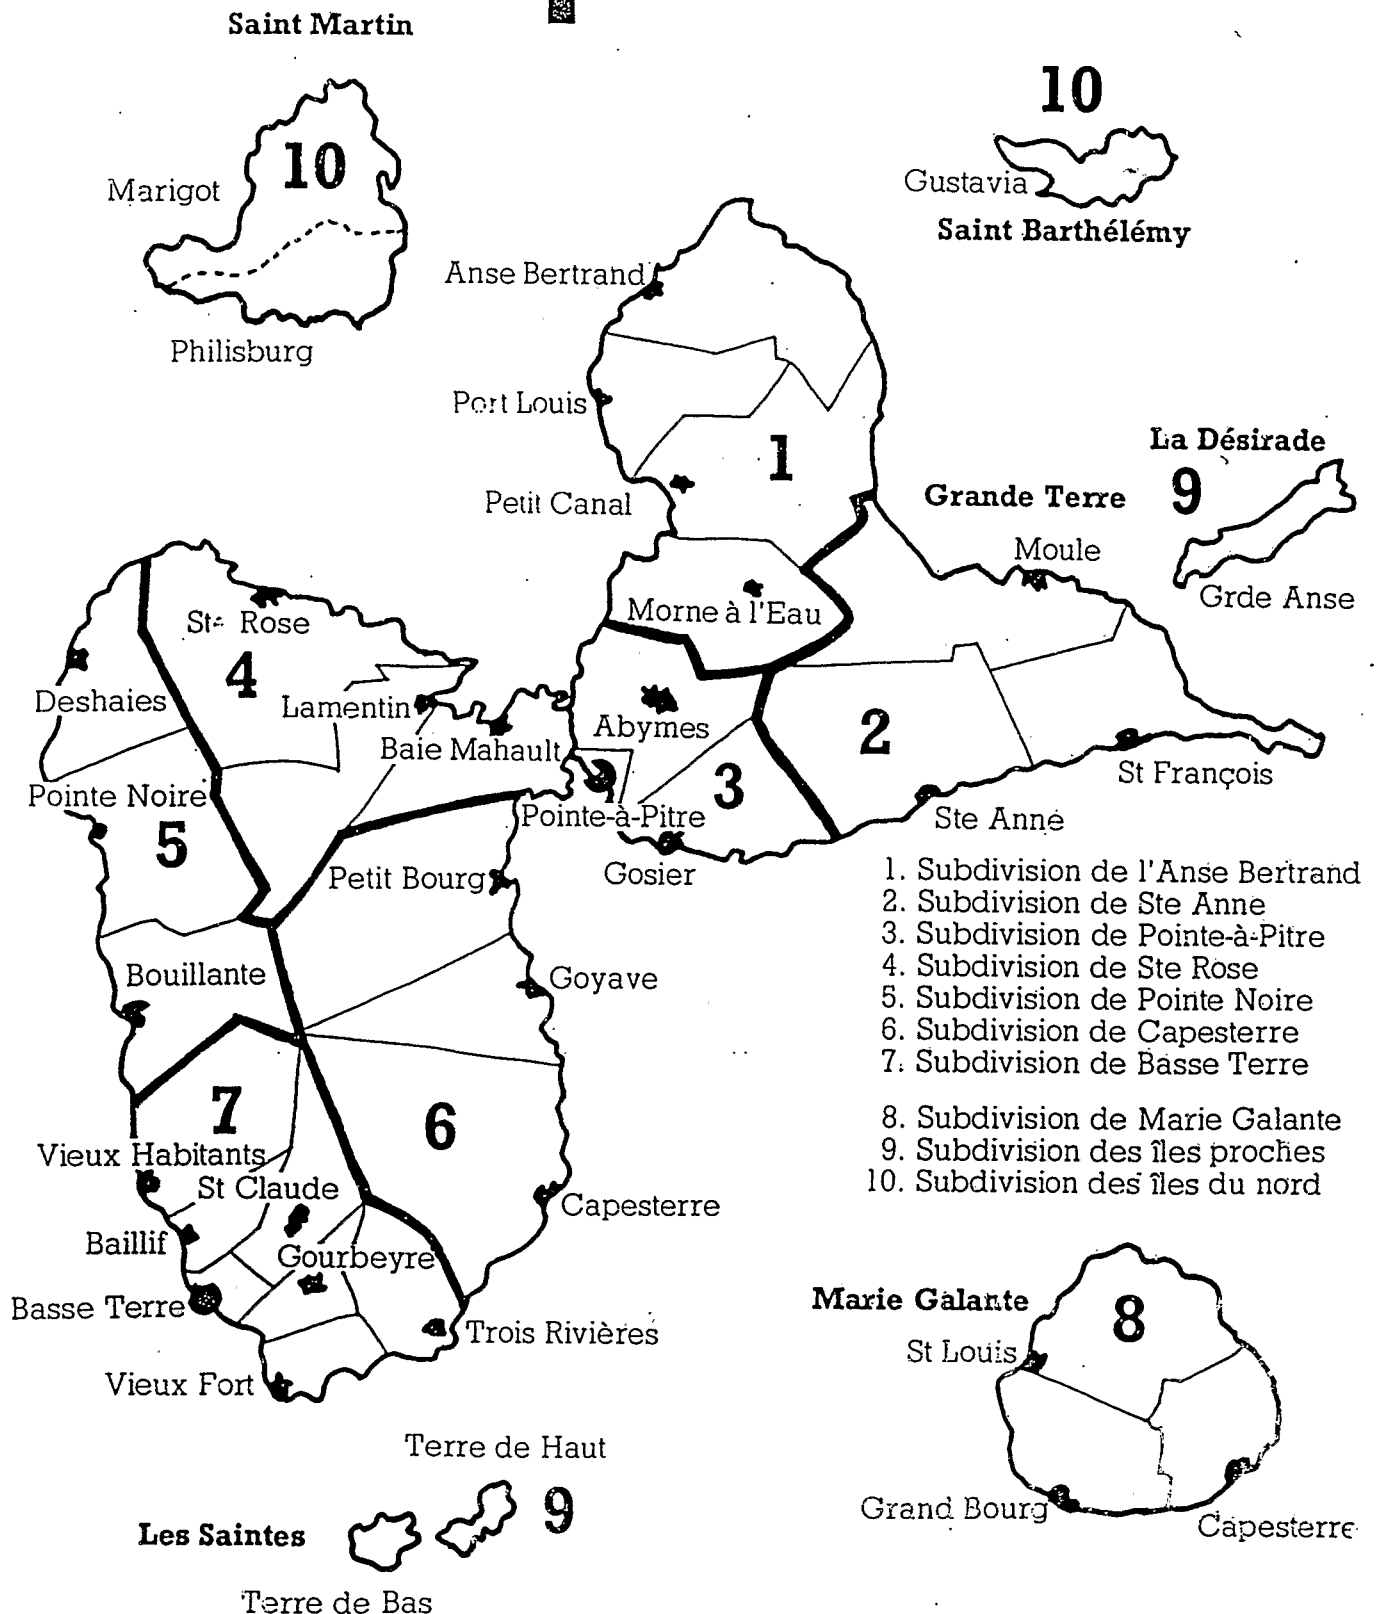 Saint Martin
10
10
Marigot
Gustavia
Saint Barthélémy
Anse Bertrand
Philisburg
Port Louis
1
La Désirade
9
Petit Canal
Grande Terre
Moule
Grde Anse
Ste Rose
Morne à l'Eau
4
Deshaies
Lamentin
Abymes
2
Baie Mahault
St François
Pointe Noire
3
Pointe-à-Pitre
Ste Anne
5
Petit Bourg
Gosier
1. Subdivision de l'Anse Bertrand
2. Subdivision de Ste Anne
3. Subdivision de Pointe-à-Pitre
4. Subdivision de Ste Rose
5. Subdivision de Pointe Noire
6. Subdivision de Capesterre
7. Subdivision de Basse Terre
8. Subdivision de Marie Galante
9. Subdivision des îles proches
10. Subdivision des îles du nord
Bouillante
Goyave
7
6
Vieux Habitants
St Claude
Capesterre
Baillif
Gourbeyre
Basse Terre
Trois Rivières
Vieux Fort
Marie Galante
8
St Louis
Grand Bourg
Capesterre
Terre de Haut
9
Les Saintes
Terre de Bas